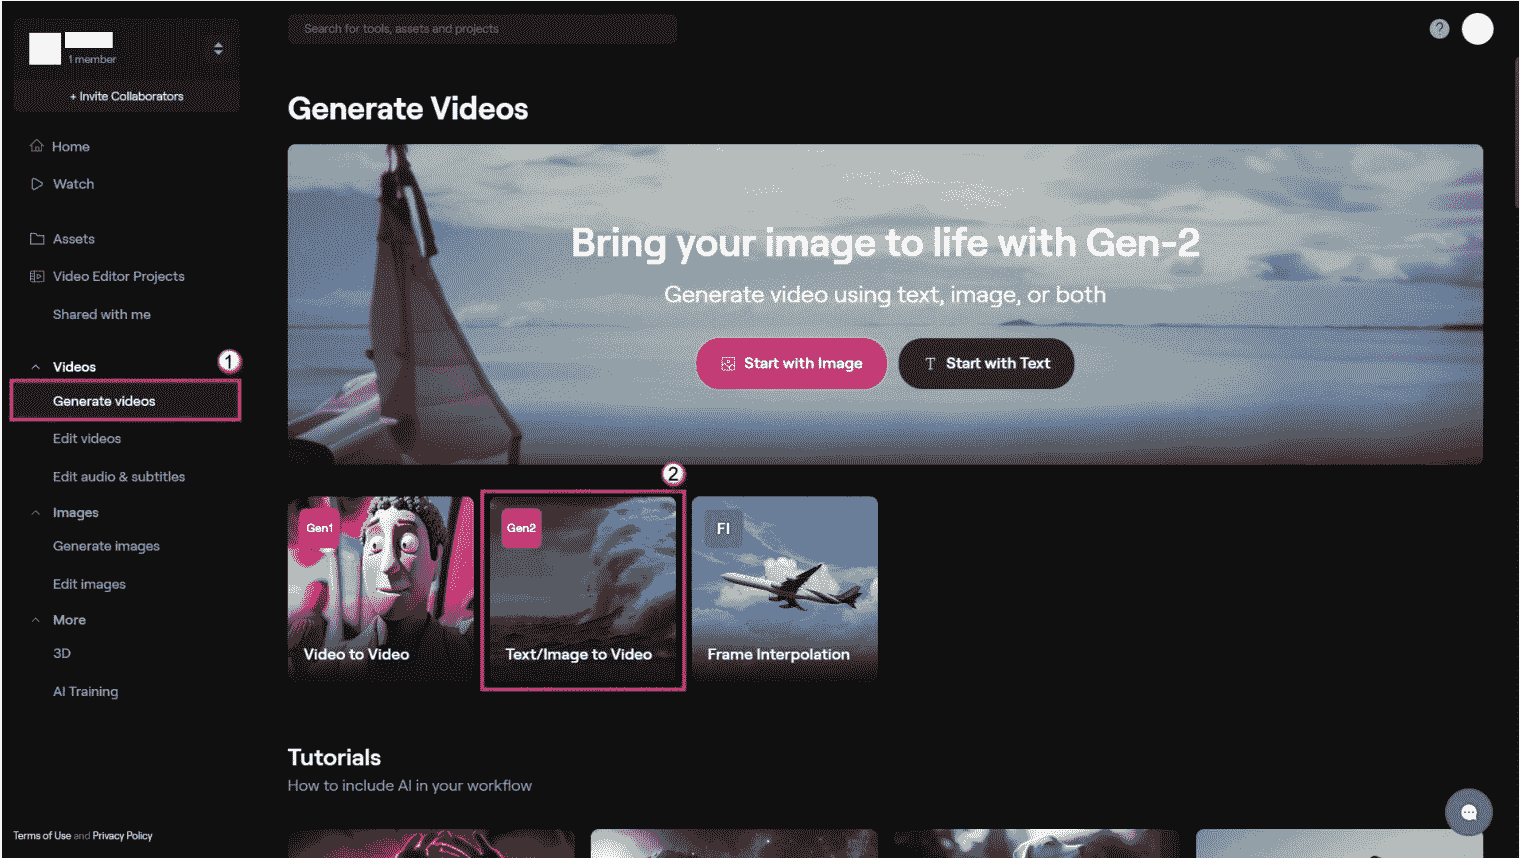 Search for tools, assets and projects
?
1 member
+ Invite Collaborators
Home
Watch
Assets
Video Editor Projects
Shared with me
Videos
1
Generate videos
Edit videos
Edit audio & subtitles
Images
Generate images
Edit images
More
3D
AI Training
Terms of Use and Privacy Policy
Generate Videos
Bring your image to life with Gen-2
Generate video using text, image, or both
Start with Image
T Start with Text
2
Gen1
Video to Video
Gen2
Text/Image to Video
FI
Frame Interpolation
Tutorials
How to include AI in your workflow